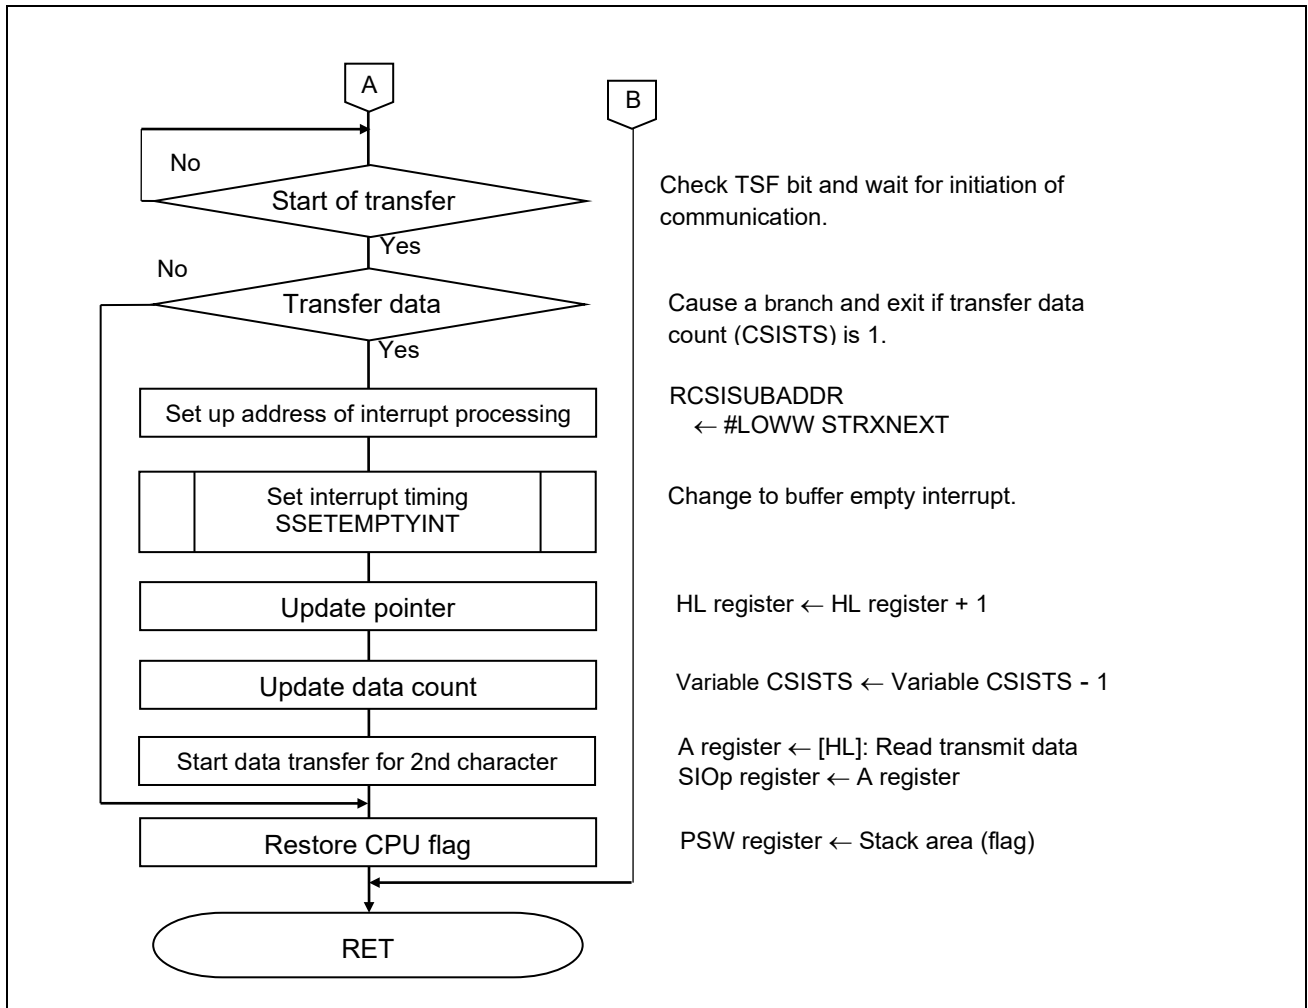 A
B
No
Start of transfer
Check TSF bit and wait for initiation of
communication.
Yes
No
Transfer data
Cause a branch and exit if transfer data
count (CSISTS) is 1.
Yes
Set up address of interrupt processing
RCSISUBADDR
← #LOWW STRXNEXT
Set interrupt timing
SSETEMPTYINT
Change to buffer empty interrupt.
Update pointer
HL register ← HL register + 1
Update data count
Variable CSISTS ← Variable CSISTS - 1
Start data transfer for 2nd character
A register ← [HL]: Read transmit data
SIOp register ← A register
Restore CPU flag
PSW register ← Stack area (flag)
RET